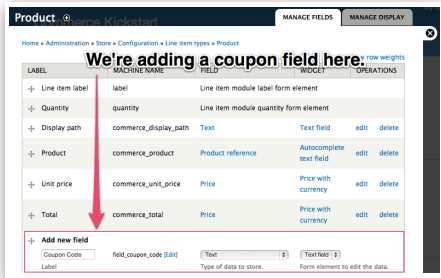 Product
Commerce Kickstart
MANAGE FIELDS
MANAGE DISPLAY
Home » Administration » Store » Configuration » Line item types » Product
We're adding a coupon field here.
row weights
LABEL MACHINE NAME FIELD WIDGET OPERATIONS
Line item label label Line item module label form element
Quantity quantity Line item module quantity form element
Display path commerce_display_path Text Text field edit delete
Product commerce_product Product reference Autocomplete text field edit delete
Unit price commerce_unit_price Price Price with currency edit delete
Total commerce_total Price Price with currency edit delete
Add new field
Coupon Code field_coupon_code [Edit] Text Text field
Label Type of data to store. Form element to edit the data.